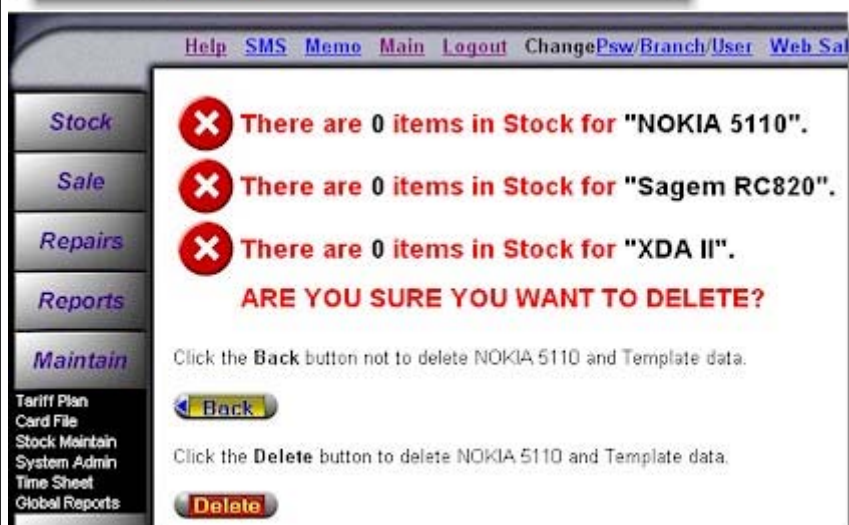 Help SMS Memo Main Logout ChangePsw/Branch/User Web Sal
Stock
Sale
Repairs
Reports
Maintain
Tariff Plan
Card File
Stock Maintain
System Admin
Time Sheet
Global Reports
There are 0 items in Stock for "NOKIA 5110".
There are 0 items in Stock for "Sagem RC820".
There are 0 items in Stock for "XDA II".
ARE YOU SURE YOU WANT TO DELETE?
Click the Back button not to delete NOKIA 5110 and Template data.
Back
Click the Delete button to delete NOKIA 5110 and Template data.
Delete